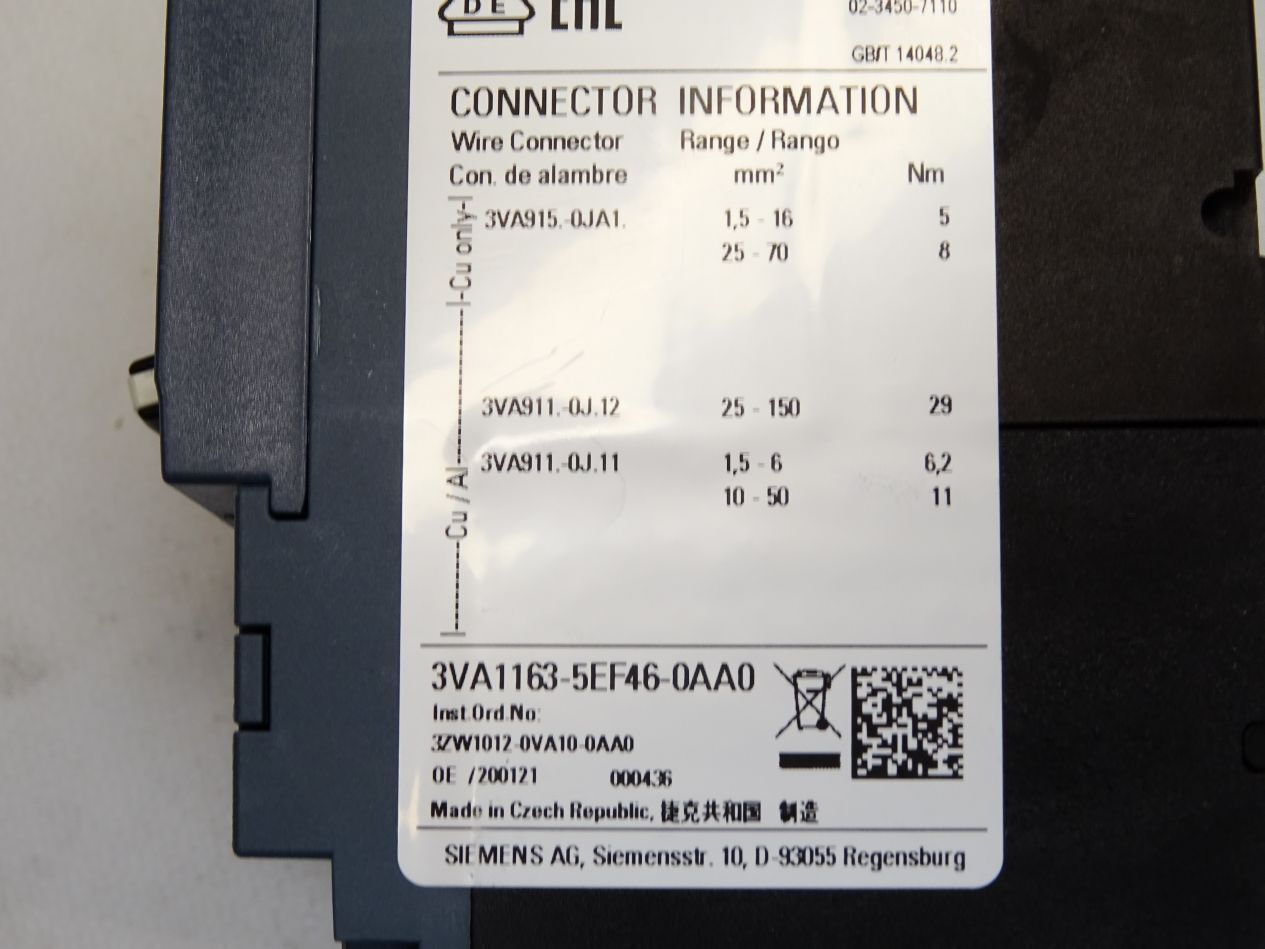 DE EAC
02-3450-7110
GB/T 14048.2
CONNECTOR INFORMATION
Wire Connector Range / Rango
Con. de alambre mm² Nm
I-Cu only-I
3VA915.-0JA1. 1,5 - 16 5
25 - 70 8
I--------Cu / Al----------------I
3VA911.-0J.12 25 - 150 29
3VA911.-0J.11 1,5 - 6 6,2
10 - 50 11
3VA1163-5EF46-0AA0
Inst.Ord.No:
3ZW1012-0VA10-0AA0
OE /200121 000436
Made in Czech Republic, 捷克共和国 制造
SIEMENS AG, Siemensstr. 10, D-93055 Regensburg